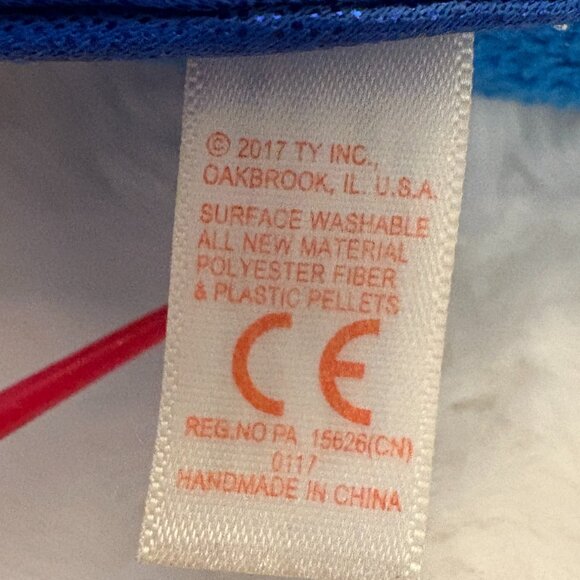 © 2017 TY INC.,
OAKBROOK, IL. U.S.A.
SURFACE WASHABLE
ALL NEW MATERIAL
POLYESTER FIBER
& PLASTIC PELLETS
CE
REG.NO PA 15626(CN)
0117
HANDMADE IN CHINA